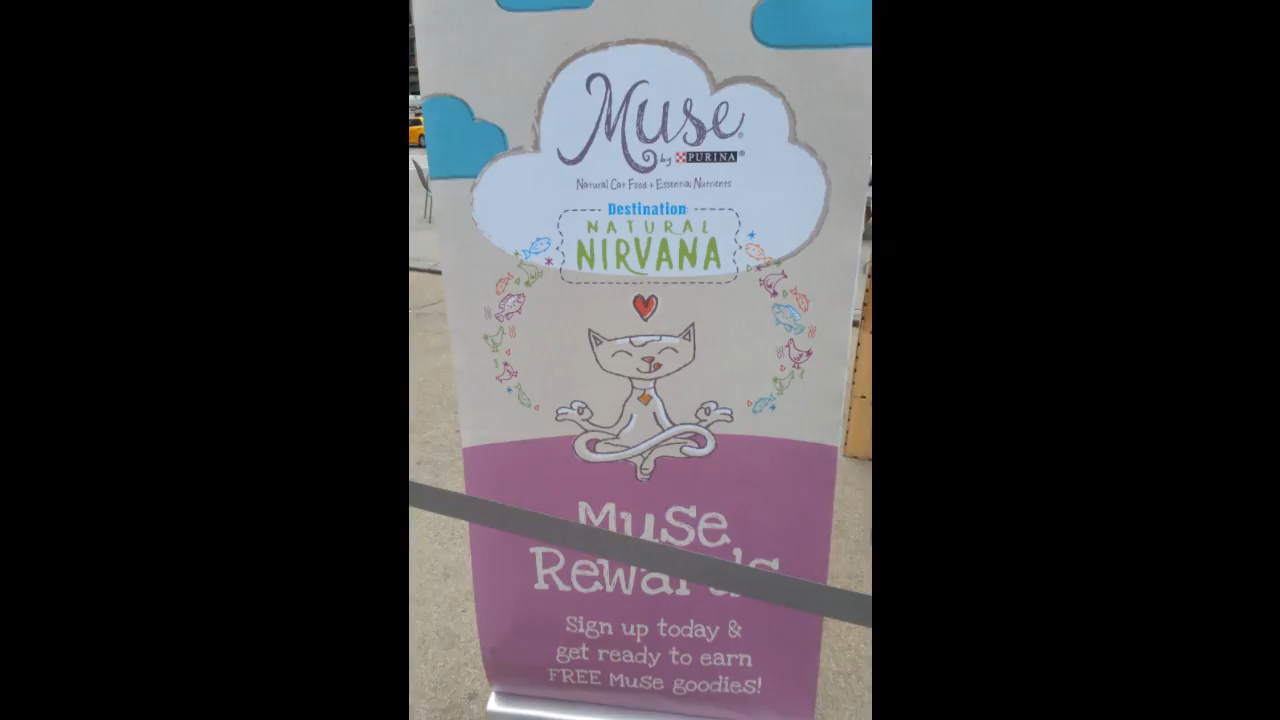 Muse®
by PURINA®
Natural Cat Food + Essential Nutrients
Destination:
NATURAL
NIRVANA
Muse
Rewards
Sign up today &
get ready to earn
FREE Muse goodies!